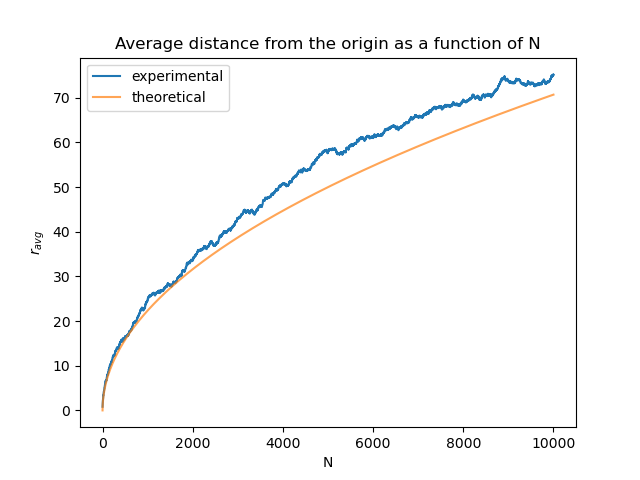 Average distance from the origin as a function of N
experimental
theoretical
70
60
50
40
30
20
10
0
r_avg
0 2000 4000 6000 8000 10000
N